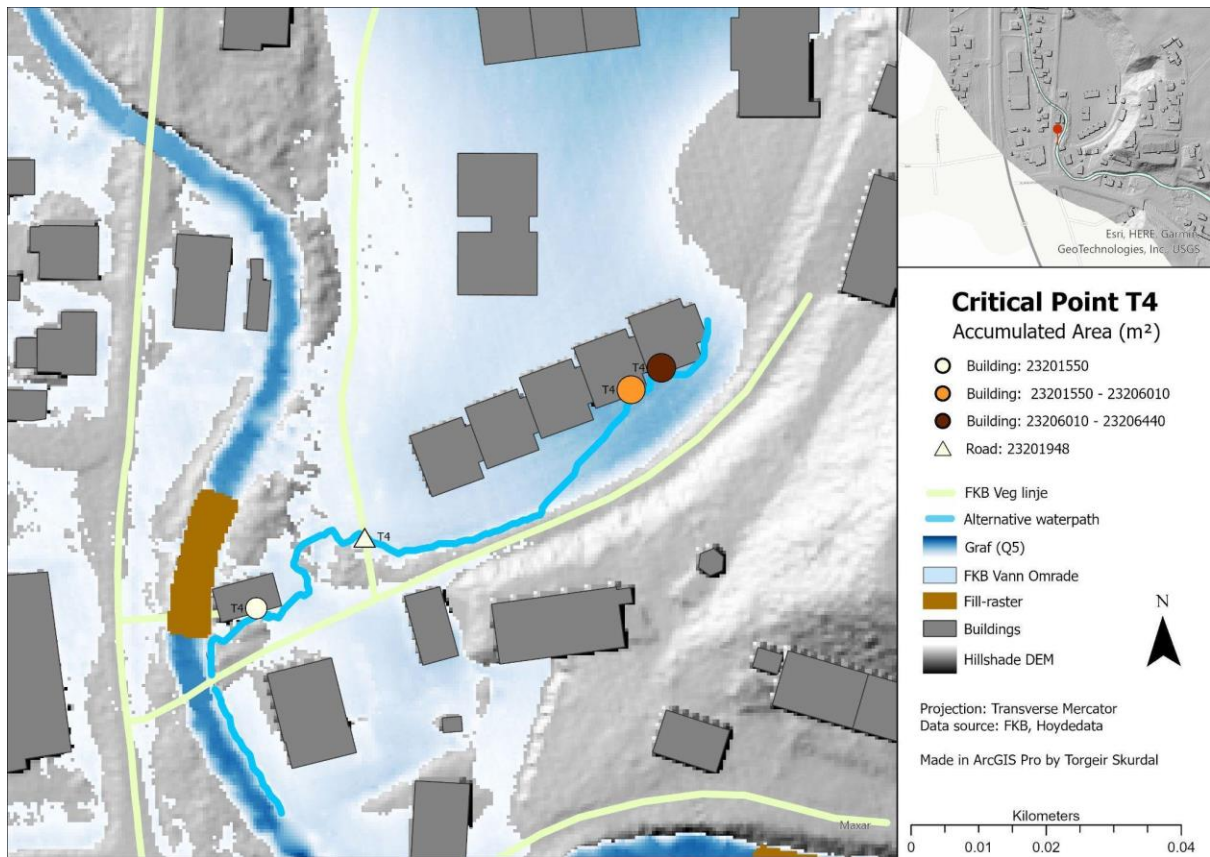 T4
T4
T4
T4
Maxar
Esri, HERE, Garmin,
GeoTechnologies, Inc., USGS
Critical Point T4
Accumulated Area (m²)
Building: 23201550
Building: 23201550 - 23206010
Building: 23206010 - 23206440
Road: 23201948
FKB Veg linje
Alternative waterpath
Graf (Q5)
FKB Vann Omrade
Fill-raster
Buildings
Hillshade DEM
N
Projection: Transverse Mercator
Data source: FKB, Hoydedata
Made in ArcGIS Pro by Torgeir Skurdal
Kilometers
0 0.01 0.02 0.04